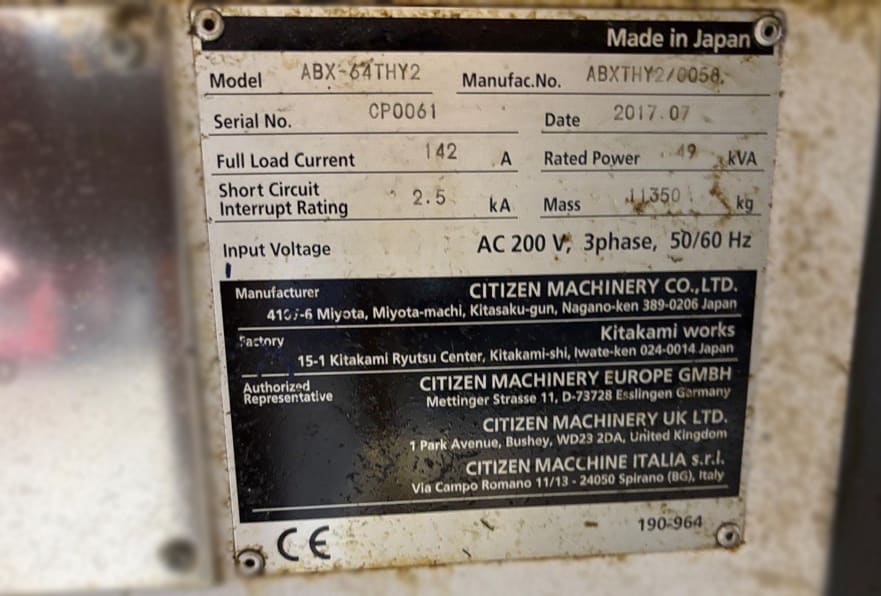 Made in Japan
Model ABX-64THY2 Manufac.No. ABXTHY2/0058
Serial No. CP0061 Date 2017.07
Full Load Current 142 A Rated Power 49 kVA
Short Circuit
Interrupt Rating 2.5 kA Mass 11350 kg
Input Voltage AC 200 V, 3phase, 50/60 Hz
Manufacturer CITIZEN MACHINERY CO.,LTD.
Miyota, Miyota-machi, Kitasaku-gun, Nagano-ken 389-0206 Japan
Factory Kitakami works
15-1 Kitakami Ryutsu Center, Kitakami-shi, Iwate-ken 024-0014 Japan
Authorized
Representative
CITIZEN MACHINERY EUROPE GMBH
Mettinger Strasse 11, D-73728 Esslingen Germany
CITIZEN MACHINERY UK LTD.
1 Park Avenue, Bushey, WD23 2DA, United Kingdom
CITIZEN MACCHINE ITALIA s.r.l.
Via Campo Romano 11/13 - 24050 Spirano (BG), Italy
CE
190-964